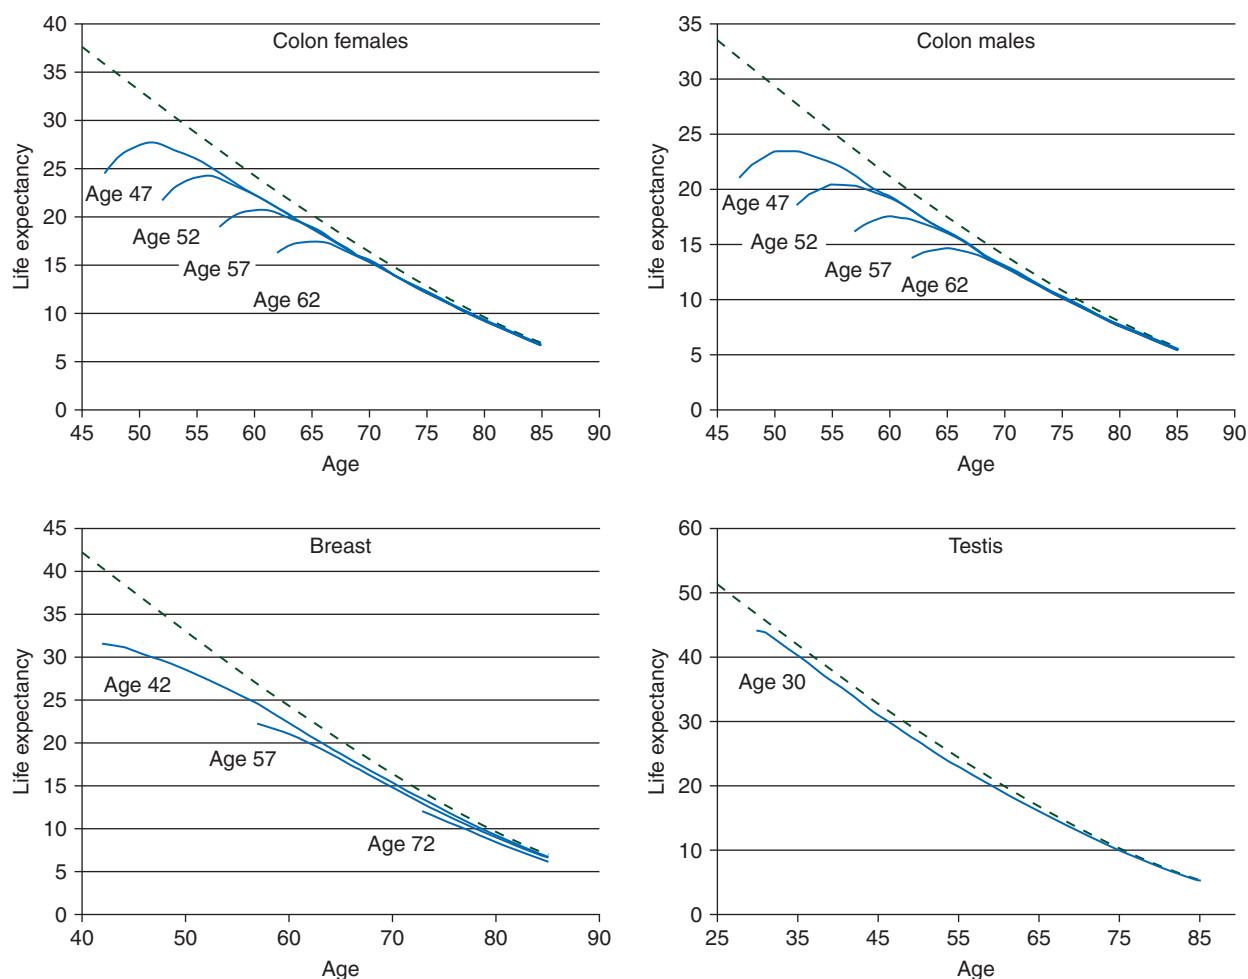 Colon females
Life expectancy
40
35
30
25
20
15
10
5
0
Age 47
Age 52
Age 57
Age 62
45 50 55 60 65 70 75 80 85 90
Age
Colon males
Life expectancy
35
30
25
20
15
10
5
0
Age 47
Age 52
Age 57
Age 62
45 50 55 60 65 70 75 80 85 90
Age
Breast
Life expectancy
45
40
35
30
25
20
15
10
5
0
Age 42
Age 57
Age 72
40 50 60 70 80 90
Age
Testis
Life expectancy
60
50
40
30
20
10
0
Age 30
25 35 45 55 65 75 85
Age